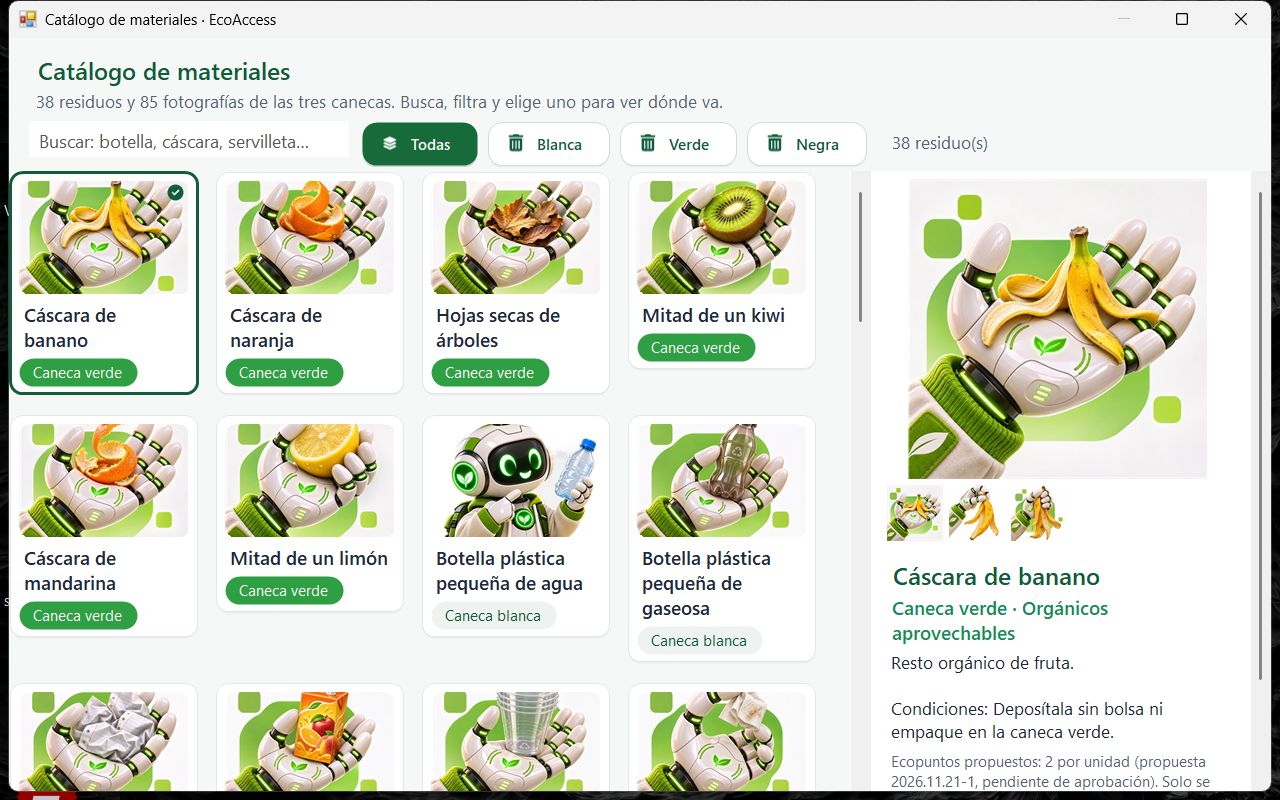 Catálogo de materiales · EcoAccess
Catálogo de materiales
38 residuos y 85 fotografías de las tres canecas. Busca, filtra y elige uno para ver dónde va.
Buscar: botella, cáscara, servilleta...
Todas
Blanca
Verde
Negra
38 residuo(s)
Cáscara de
banano
Caneca verde
Cáscara de
naranja
Caneca verde
Hojas secas de
árboles
Caneca verde
Mitad de un kiwi
Caneca verde
Cáscara de
mandarina
Caneca verde
Mitad de un limón
Caneca verde
Botella plástica
pequeña de agua
Caneca blanca
Botella plástica
pequeña de
gaseosa
Caneca blanca
Cáscara de banano
Caneca verde · Orgánicos
aprovechables
Resto orgánico de fruta.
Condiciones: Deposítala sin bolsa ni
empaque en la caneca verde.
Ecopuntos propuestos: 2 por unidad (propuesta
2026.11.21-1, pendiente de aprobación). Solo se